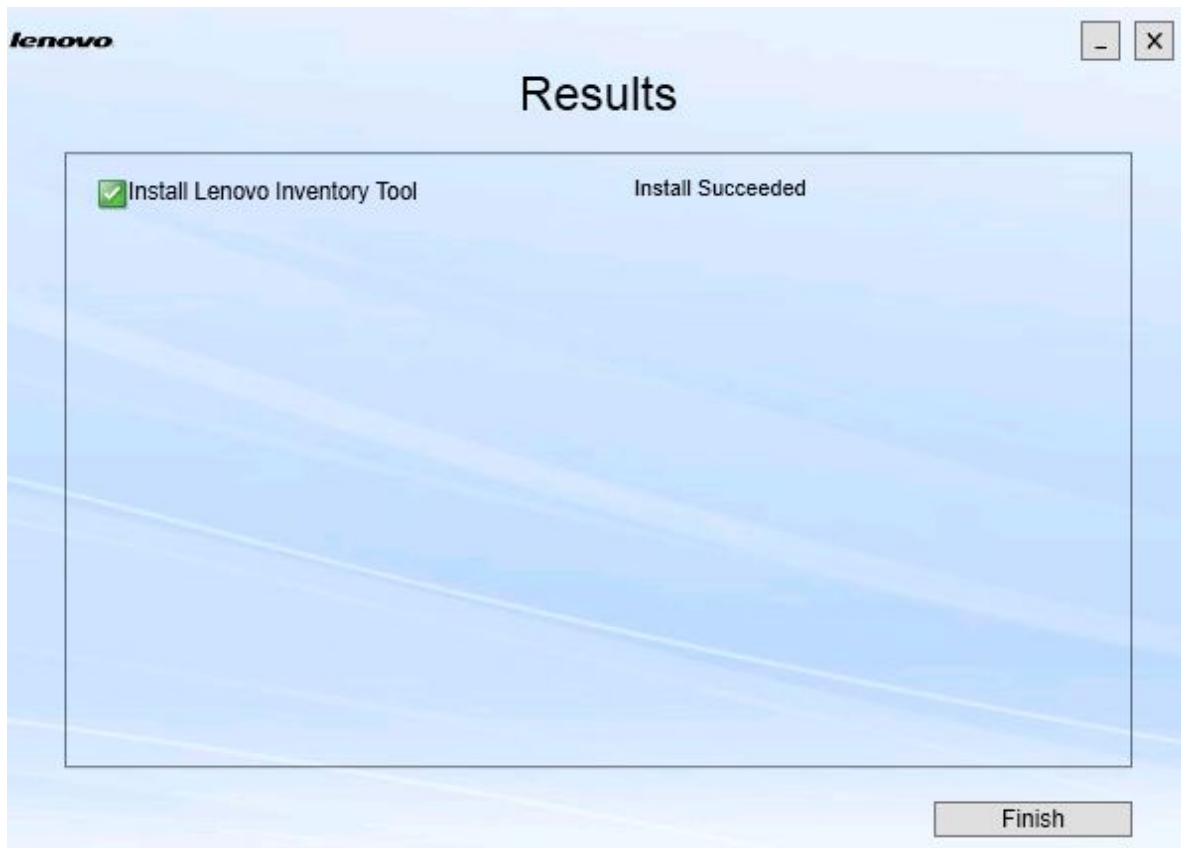 lenovo
Results
Install Lenovo Inventory Tool Install Succeeded
Finish